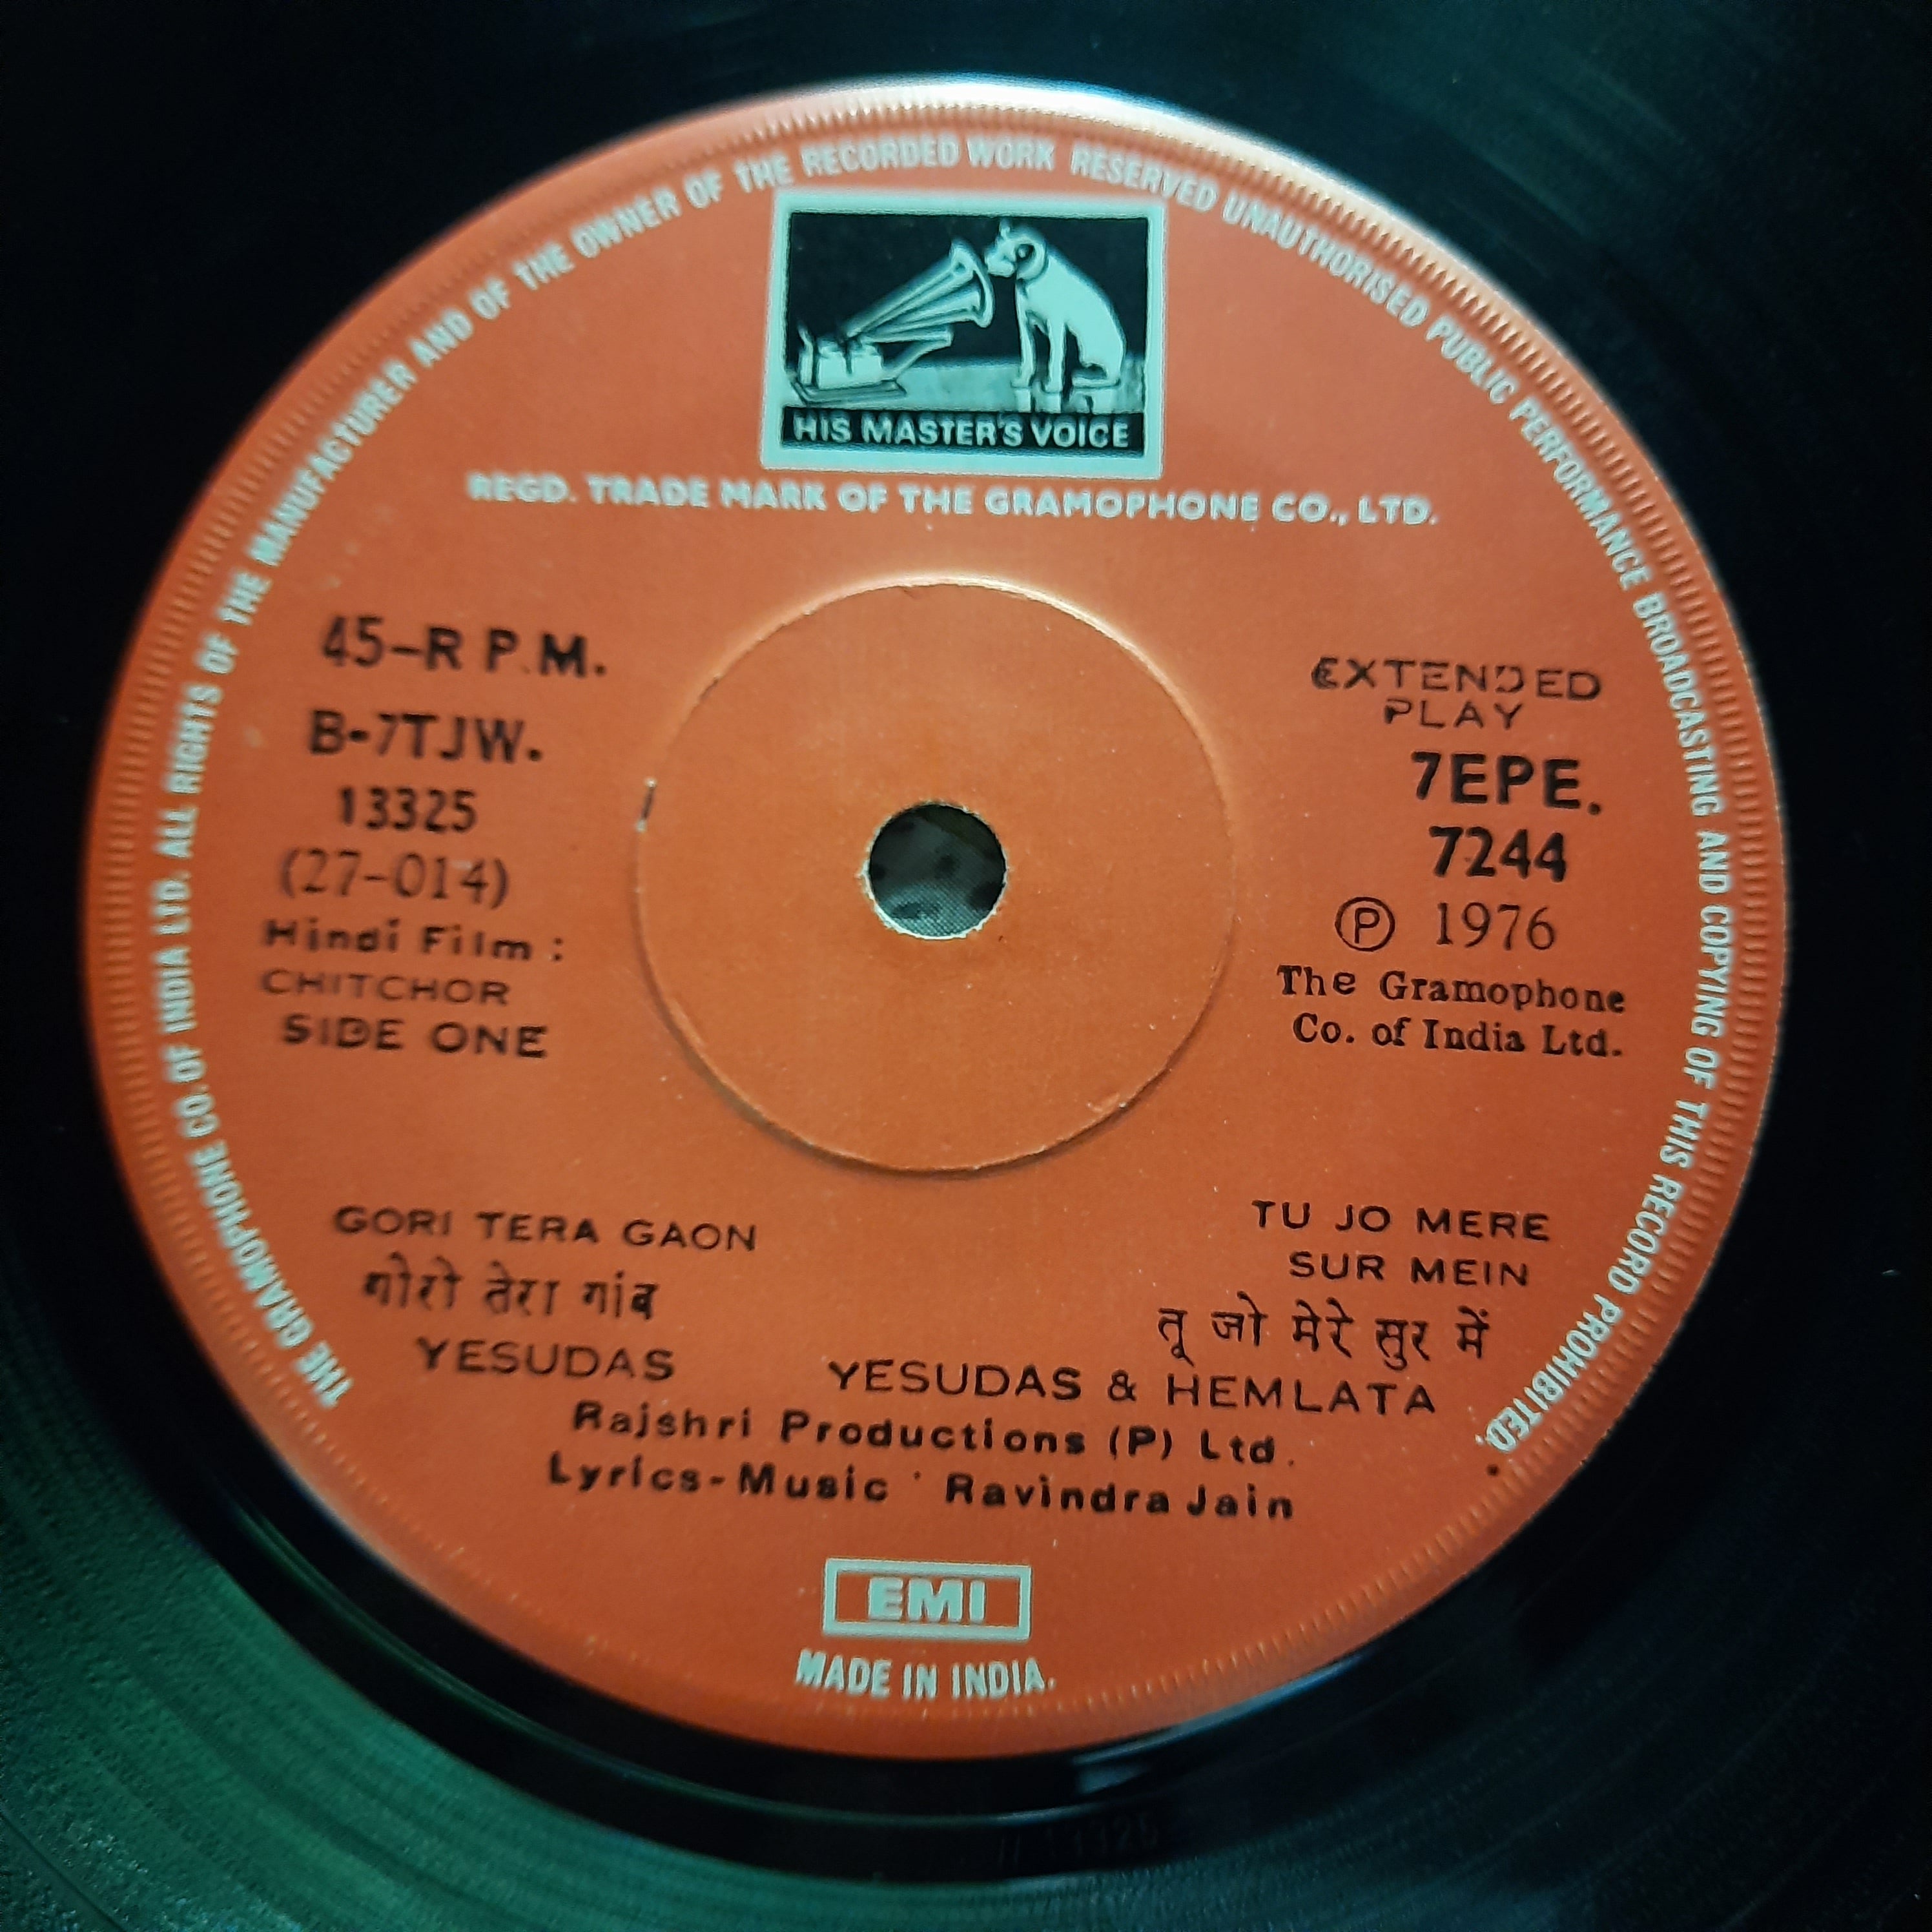 THE GRAMOPHONE CO. OF INDIA LTD. ALL RIGHTS OF THE MANUFACTURER AND OF THE OWNER OF THE RECORDED WORK RESERVED UNAUTHORISED PUBLIC PERFORMANCE BROADCASTING AND COPYING OF THIS RECORD PROHIBITED.
HIS MASTER'S VOICE
REGD. TRADE MARK OF THE GRAMOPHONE CO., LTD.
45-R P.M.
B-7TJW.
13325
(27-014)
Hindi Film :
CHITCHOR
SIDE ONE
EXTENDED
PLAY
7EPE.
7244
Ⓟ 1976
The Gramophone
Co. of India Ltd.
GORI TERA GAON
गोरी तेरा गांव
YESUDAS
TU JO MERE
SUR MEIN
तू जो मेरे सुर में
YESUDAS & HEMLATA
Rajshri Productions (P) Ltd.
Lyrics-Music ' Ravindra Jain
EMI
MADE IN INDIA.